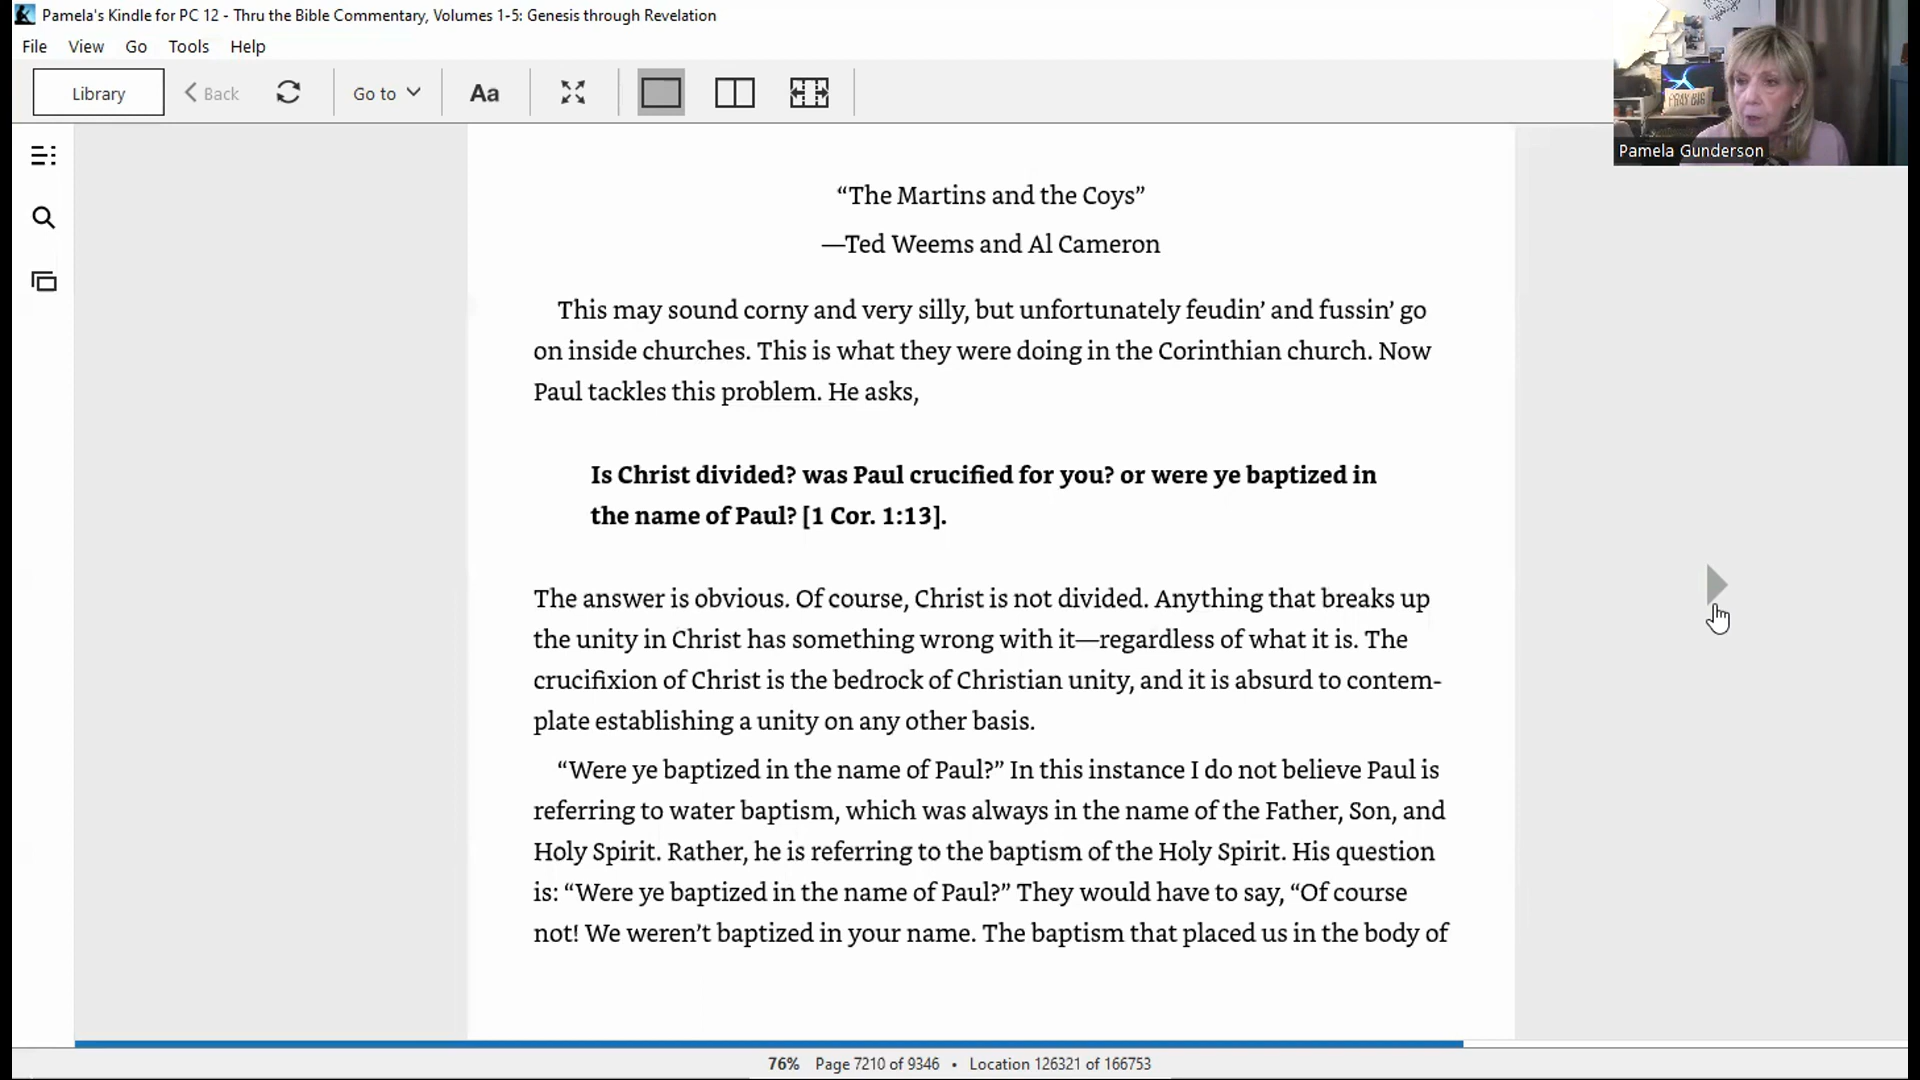 Pamela's Kindle for PC 12 - Thru the Bible Commentary, Volumes 1-5: Genesis through Revelation
File View Go Tools Help
Library Back Go to Aa
PRAY BIG
Pamela Gunderson
“The Martins and the Coys”
—Ted Weems and Al Cameron
This may sound corny and very silly, but unfortunately feudin’ and fussin’ go
on inside churches. This is what they were doing in the Corinthian church. Now
Paul tackles this problem. He asks,
Is Christ divided? was Paul crucified for you? or were ye baptized in
the name of Paul? [1 Cor. 1:13].
The answer is obvious. Of course, Christ is not divided. Anything that breaks up
the unity in Christ has something wrong with it—regardless of what it is. The
crucifixion of Christ is the bedrock of Christian unity, and it is absurd to contem-
plate establishing a unity on any other basis.
“Were ye baptized in the name of Paul?” In this instance I do not believe Paul is
referring to water baptism, which was always in the name of the Father, Son, and
Holy Spirit. Rather, he is referring to the baptism of the Holy Spirit. His question
is: “Were ye baptized in the name of Paul?” They would have to say, “Of course
not! We weren’t baptized in your name. The baptism that placed us in the body of
76% Page 7210 of 9346 • Location 126321 of 166753